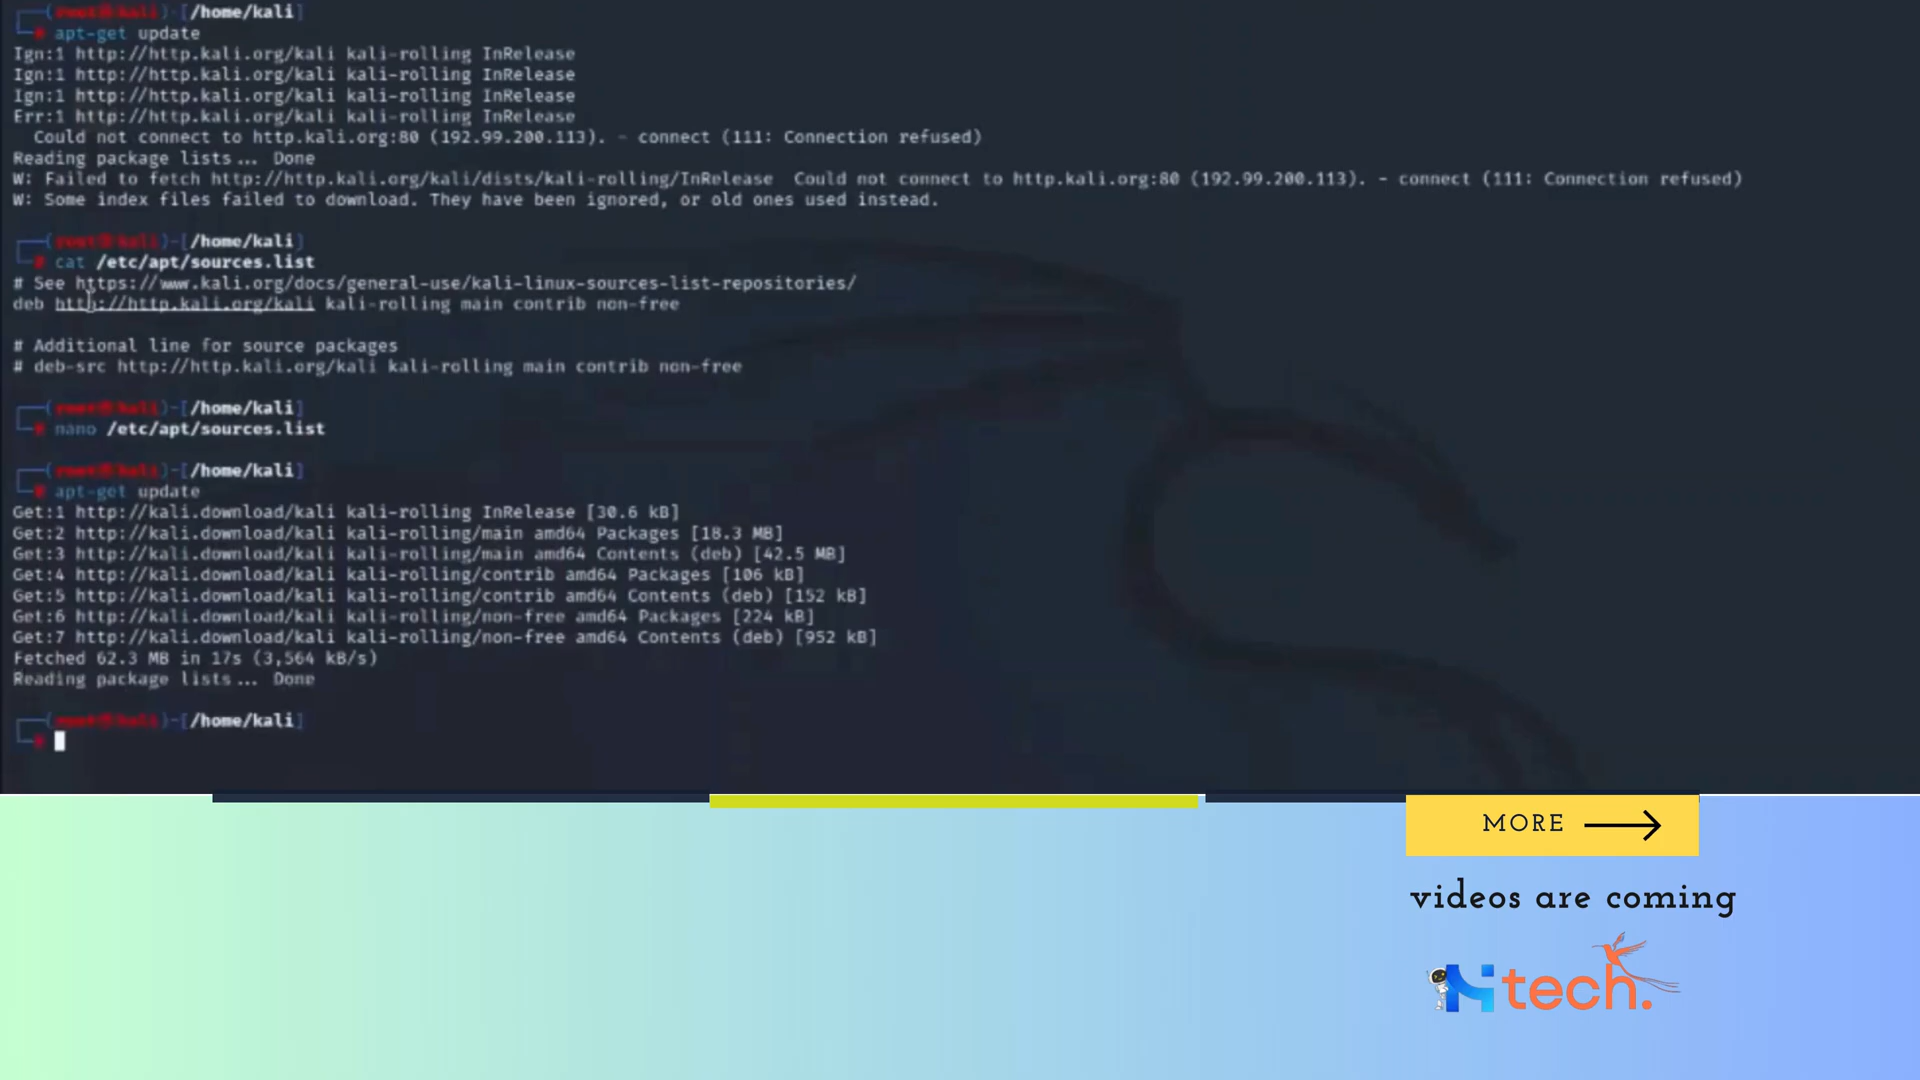 ┌──(root㉿kali)-[/home/kali]
└─# apt-get update
Ign:1 http://http.kali.org/kali kali-rolling InRelease
Ign:1 http://http.kali.org/kali kali-rolling InRelease
Ign:1 http://http.kali.org/kali kali-rolling InRelease
Err:1 http://http.kali.org/kali kali-rolling InRelease
Could not connect to http.kali.org:80 (192.99.200.113). - connect (111: Connection refused)
Reading package lists... Done
W: Failed to fetch http://http.kali.org/kali/dists/kali-rolling/InRelease Could not connect to http.kali.org:80 (192.99.200.113). - connect (111: Connection refused)
W: Some index files failed to download. They have been ignored, or old ones used instead.
┌──(root㉿kali)-[/home/kali]
└─# cat /etc/apt/sources.list
# See https://www.kali.org/docs/general-use/kali-linux-sources-list-repositories/
deb http://http.kali.org/kali kali-rolling main contrib non-free
# Additional line for source packages
# deb-src http://http.kali.org/kali kali-rolling main contrib non-free
┌──(root㉿kali)-[/home/kali]
└─# nano /etc/apt/sources.list
┌──(root㉿kali)-[/home/kali]
└─# apt-get update
Get:1 http://kali.download/kali kali-rolling InRelease [30.6 kB]
Get:2 http://kali.download/kali kali-rolling/main amd64 Packages [18.3 MB]
Get:3 http://kali.download/kali kali-rolling/main amd64 Contents (deb) [42.5 MB]
Get:4 http://kali.download/kali kali-rolling/contrib amd64 Packages [106 kB]
Get:5 http://kali.download/kali kali-rolling/contrib amd64 Contents (deb) [152 kB]
Get:6 http://kali.download/kali kali-rolling/non-free amd64 Packages [224 kB]
Get:7 http://kali.download/kali kali-rolling/non-free amd64 Contents (deb) [952 kB]
Fetched 62.3 MB in 17s (3,564 kB/s)
Reading package lists... Done
┌──(root㉿kali)-[/home/kali]
└─#
MORE
videos are coming
Hitech.